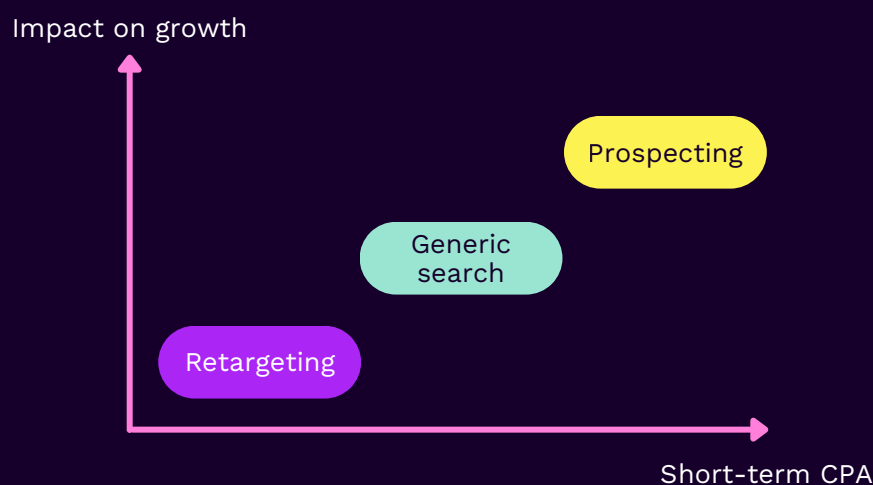 Impact on growth
Prospecting
Generic
search
Retargeting
Short-term CPA